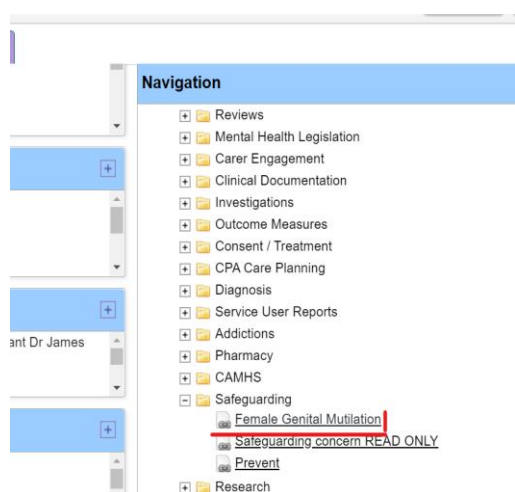 Navigation
Reviews
Mental Health Legislation
Carer Engagement
Clinical Documentation
Investigations
Outcome Measures
Consent / Treatment
CPA Care Planning
Diagnosis
Service User Reports
Addictions
ant Dr James
Pharmacy
CAMHS
Safeguarding
Female Genital Mutilation
Safeguarding concern READ ONLY
Prevent
Research